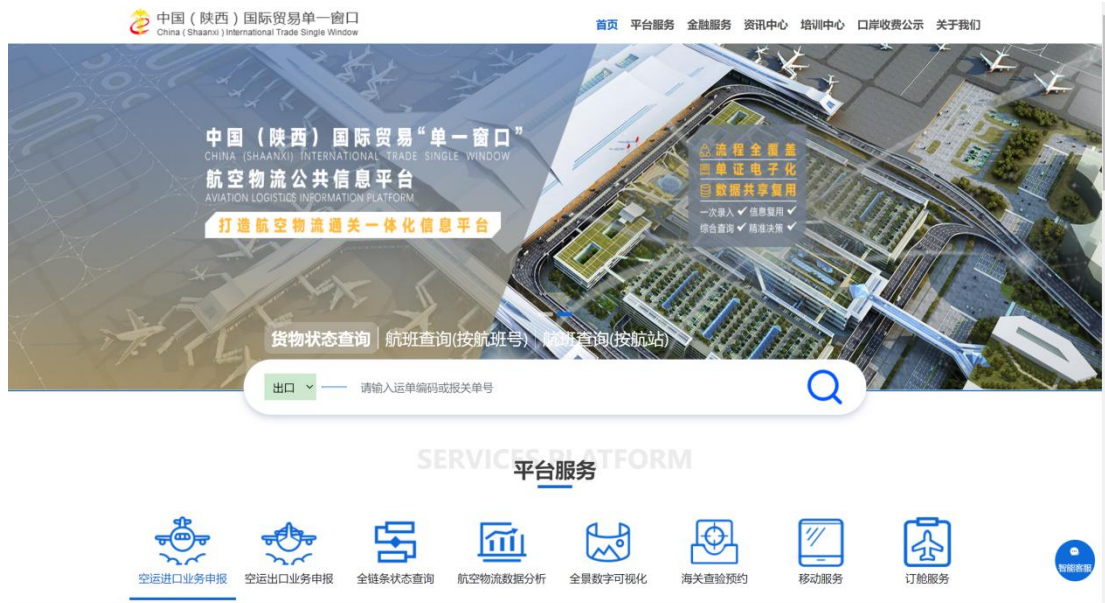 中国（陕西）国际贸易单一窗口
China ( Shaanxi ) International Trade Single Window
首页 平台服务 金融服务 资讯中心 培训中心 口岸收费公示 关于我们
中国（陕西）国际贸易“单一窗口”
CHINA (SHAANXI) INTERNATIONAL TRADE SINGLE WINDOW
航空物流公共信息平台
AVIATION LOGISTICS INFORMATION PLATFORM
打造航空物流通关一体化信息平台
流程全覆盖
单证电子化
数据共享复用
一次录入 ✓ 信息复用 ✓
综合查询 ✓ 精准决策 ✓
货物状态查询 | 航班查询(按航班号) | 航班查询(按航站)
出口 请输入运单编码或报关单号
SERVICES PLATFORM
平台服务
空运进口业务申报 空运出口业务申报 全链条状态查询 航空物流数据分析 全景数字可视化 海关查验预约 移动服务 订舱服务
智能客服